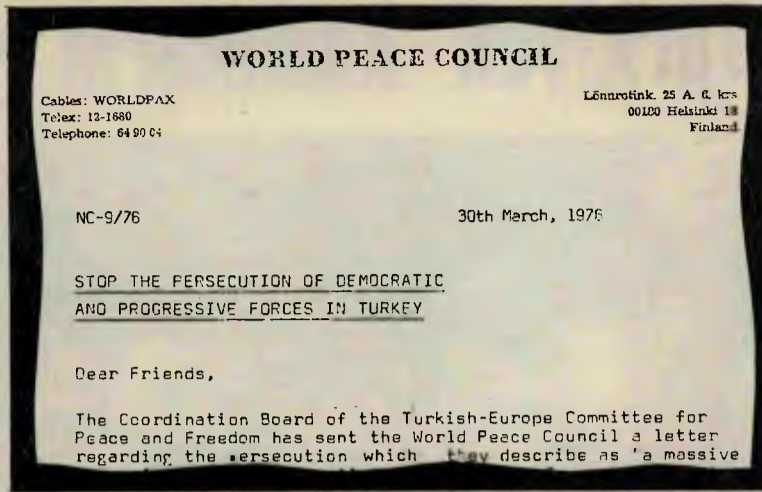 WORLD PEACE COUNCIL
Cables: WORLDPAX
Telex: 12-1680
Telephone: 64 90 04
Lönnrotink. 25 A. 6. krs
00180 Helsinki 18
Finland
NC-9/76
30th March, 1976
STOP THE PERSECUTION OF DEMOCRATIC
AND PROGRESSIVE FORCES IN TURKEY
Dear Friends,
The Coordination Board of the Turkish-Europe Committee for
Peace and Freedom has sent the World Peace Council a letter
regarding the persecution which they describe as 'a massive